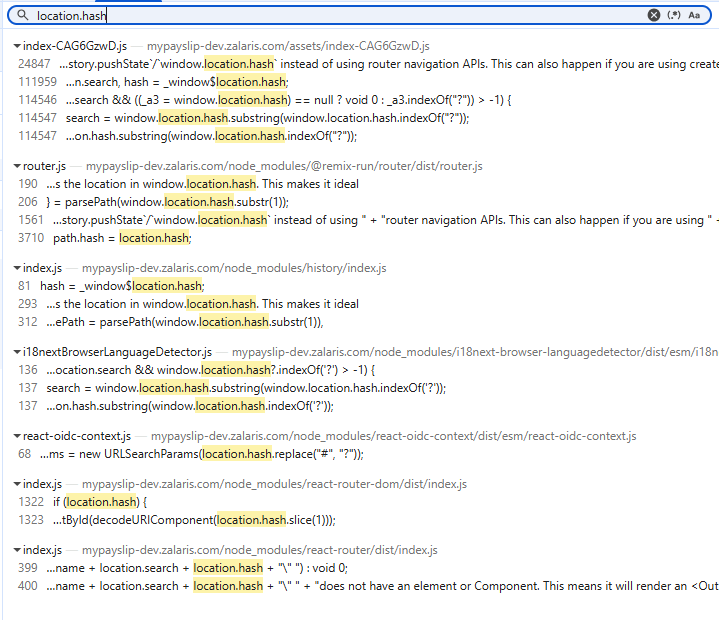 location.hash (.*) Aa
index-CAG6GzwD.js — mypayslip-dev.zalaris.com/assets/index-CAG6GzwD.js
24847 ...story.pushState`/`window.location.hash` instead of using router navigation APIs. This can also happen if you are using create
111959 ...n.search, hash = _window$location.hash;
114546 ...search && ((_a3 = window.location.hash) == null ? void 0 : _a3.indexOf("?")) > -1) {
114547 search = window.location.hash.substring(window.location.hash.indexOf("?"));
114547 ...on.hash.substring(window.location.hash.indexOf("?"));
router.js — mypayslip-dev.zalaris.com/node_modules/@remix-run/router/dist/router.js
190 ...s the location in window.location.hash. This makes it ideal
206 } = parsePath(window.location.hash.substr(1));
1561 ...story.pushState`/`window.location.hash` instead of using " + "router navigation APIs. This can also happen if you are using " +
3710 path.hash = location.hash;
index.js — mypayslip-dev.zalaris.com/node_modules/history/index.js
81 hash = _window$location.hash;
293 ...s the location in window.location.hash. This makes it ideal
312 ...ePath = parsePath(window.location.hash.substr(1)),
i18nextBrowserLanguageDetector.js — mypayslip-dev.zalaris.com/node_modules/i18next-browser-languagedetector/dist/esm/i18n
136 ...ocation.search && window.location.hash?.indexOf('?') > -1) {
137 search = window.location.hash.substring(window.location.hash.indexOf('?'));
137 ...on.hash.substring(window.location.hash.indexOf('?'));
react-oidc-context.js — mypayslip-dev.zalaris.com/node_modules/react-oidc-context/dist/esm/react-oidc-context.js
68 ...ms = new URLSearchParams(location.hash.replace("#", "?"));
index.js — mypayslip-dev.zalaris.com/node_modules/react-router-dom/dist/index.js
1322 if (location.hash) {
1323 ...tById(decodeURIComponent(location.hash.slice(1)));
index.js — mypayslip-dev.zalaris.com/node_modules/react-router/dist/index.js
399 ...name + location.search + location.hash + "\" ") : void 0;
400 ...name + location.search + location.hash + "\" " + "does not have an element or Component. This means it will render an <Out